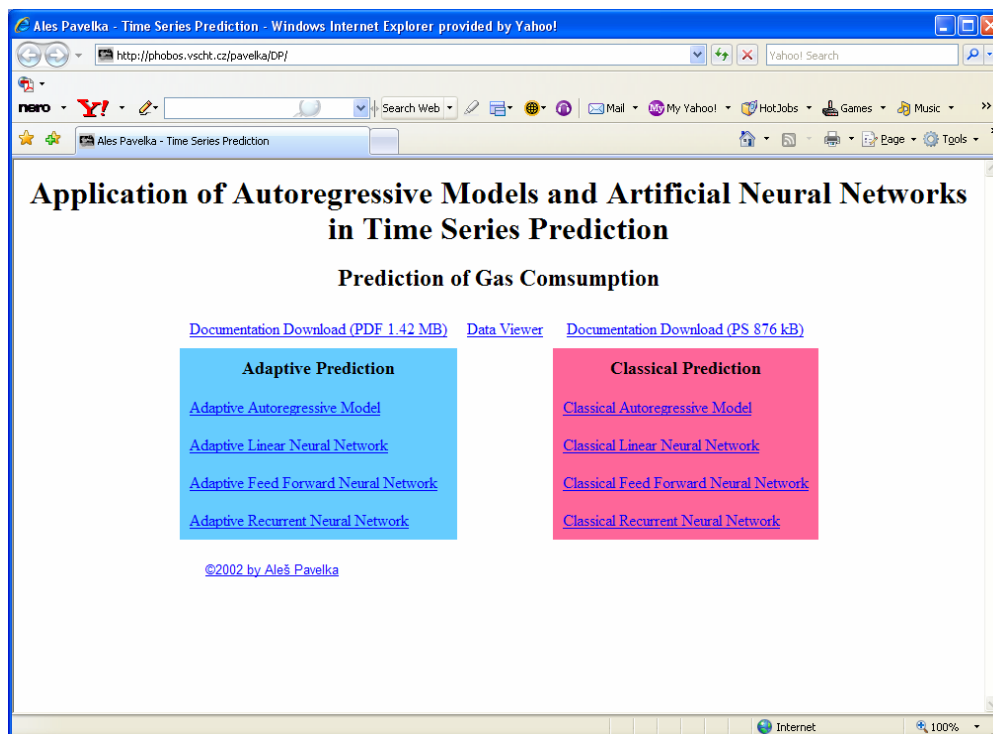 Ales Pavelka - Time Series Prediction - Windows Internet Explorer provided by Yahoo!
http://phobos.vscht.cz/pavelka/DP/
Yahoo! Search
nero Y! Search Web Mail My Yahoo! HotJobs Games Music »
Ales Pavelka - Time Series Prediction Page Tools
Application of Autoregressive Models and Artificial Neural Networks
in Time Series Prediction
Prediction of Gas Comsumption
Documentation Download (PDF 1.42 MB) Data Viewer Documentation Download (PS 876 kB)
Adaptive Prediction
Adaptive Autoregressive Model
Adaptive Linear Neural Network
Adaptive Feed Forward Neural Network
Adaptive Recurrent Neural Network
Classical Prediction
Classical Autoregressive Model
Classical Linear Neural Network
Classical Feed Forward Neural Network
Classical Recurrent Neural Network
©2002 by Aleš Pavelka
Internet 100%